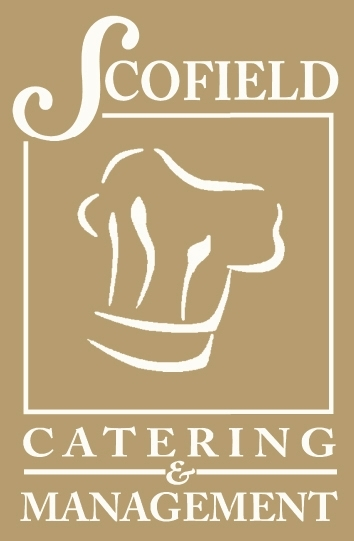 SCOFIELD
CATERING
&
MANAGEMENT